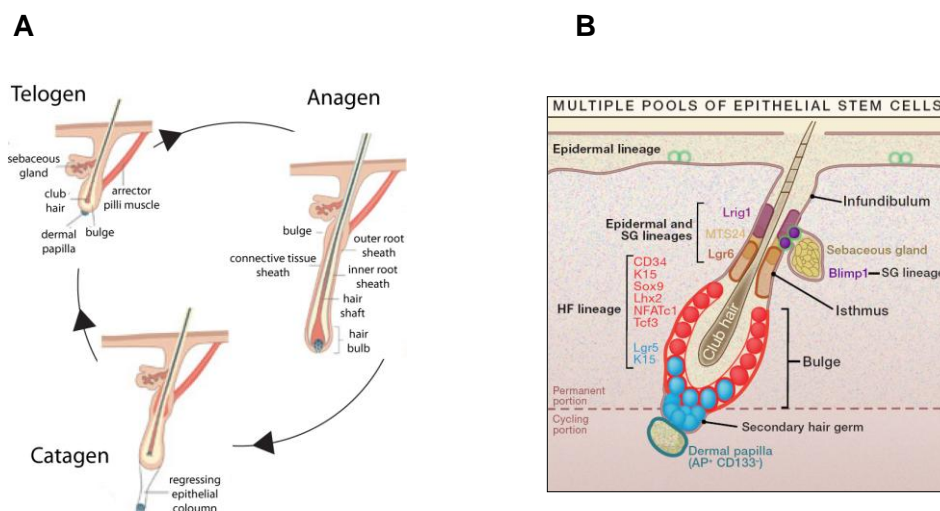 A
B
Telogen
Anagen
sebaceous
gland
club
hair
dermal
papilla
bulge
arrector
pilli muscle
bulge
connective tissue
sheath
outer root
sheath
inner root
sheath
hair
shaft
hair
bulb
Catagen
regressing
epithelial
coloumn
MULTIPLE POOLS OF EPITHELIAL STEM CELLS
Epidermal lineage
Epidermal and
SG lineages
Lrig1
MTS24
Lgr6
Infundibulum
Sebaceous gland
Blimp1
SG lineage
Isthmus
HF lineage
CD34
K15
Sox9
Lhx2
NFATc1
Tcf3
Lgr5
K15
Club hair
Bulge
Permanent
portion
Cycling
portion
Secondary hair germ
Dermal papilla
(AP⁺ CD133⁻)